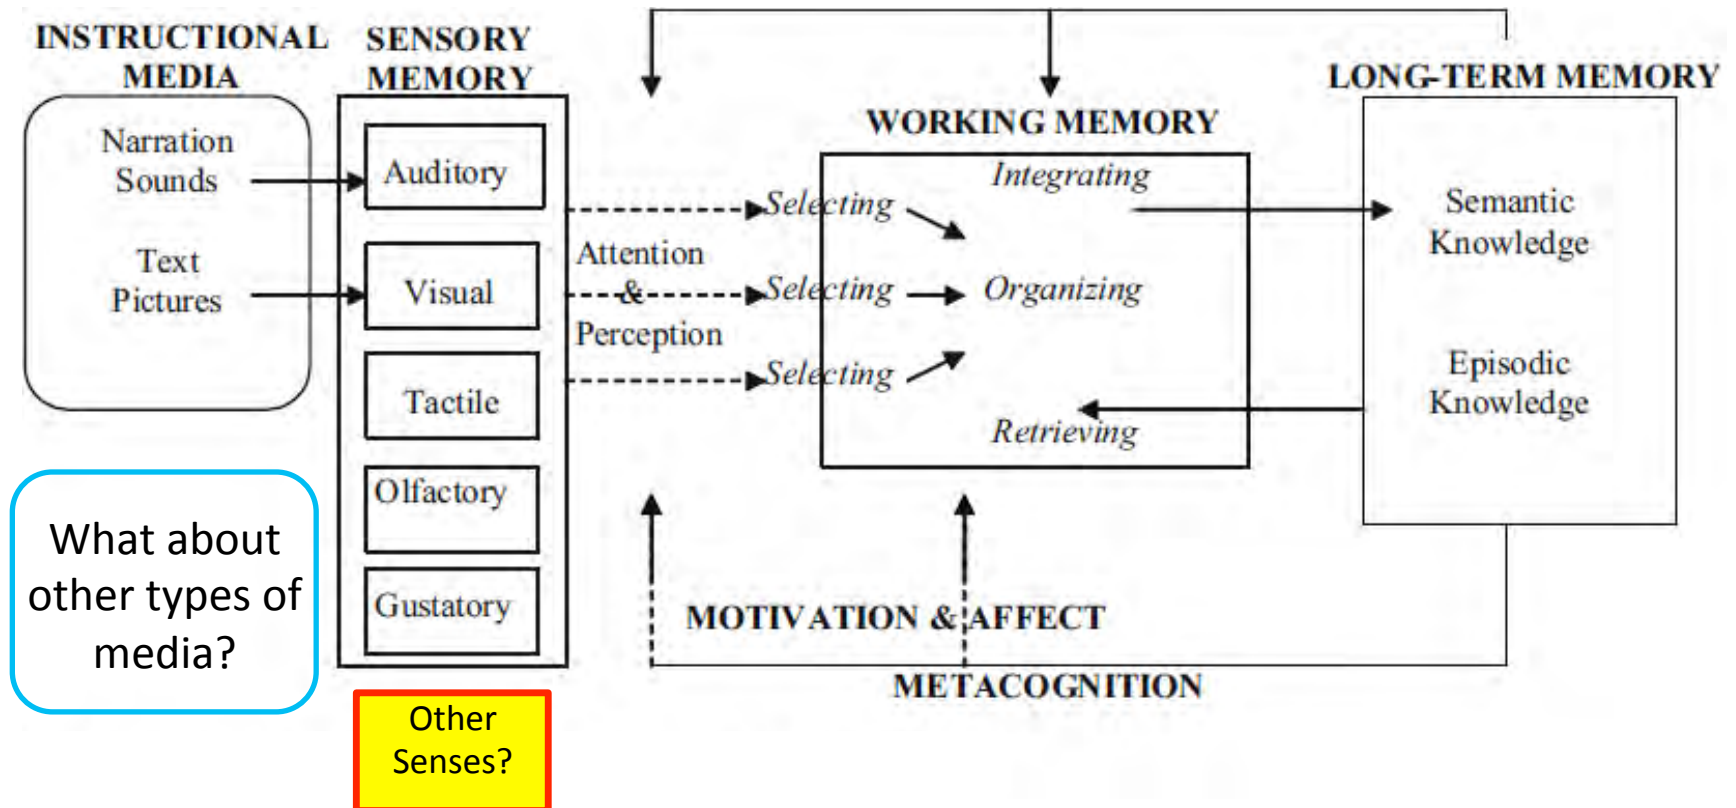 INSTRUCTIONAL
MEDIA
Narration
Sounds
Text
Pictures
What about
other types of
media?
SENSORY
MEMORY
Auditory
Visual
Tactile
Olfactory
Gustatory
Other
Senses?
Attention
&
Perception
Selecting
Selecting
Selecting
WORKING MEMORY
Integrating
Organizing
Retrieving
MOTIVATION & AFFECT
METACOGNITION
LONG-TERM MEMORY
Semantic
Knowledge
Episodic
Knowledge